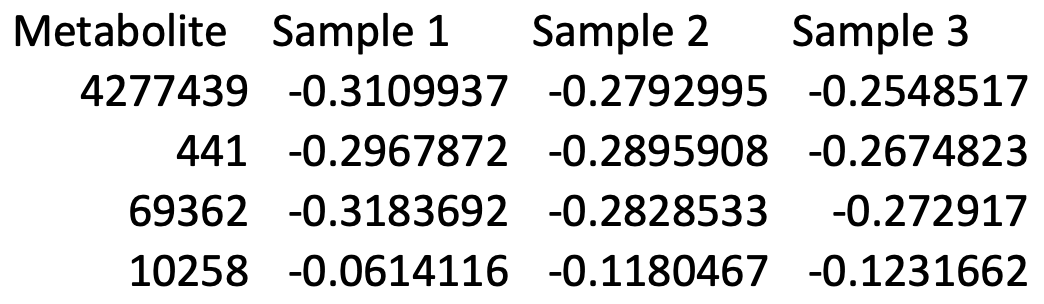 Metabolite Sample 1 Sample 2 Sample 3
4277439 -0.3109937 -0.2792995 -0.2548517
441 -0.2967872 -0.2895908 -0.2674823
69362 -0.3183692 -0.2828533 -0.272917
10258 -0.0614116 -0.1180467 -0.1231662